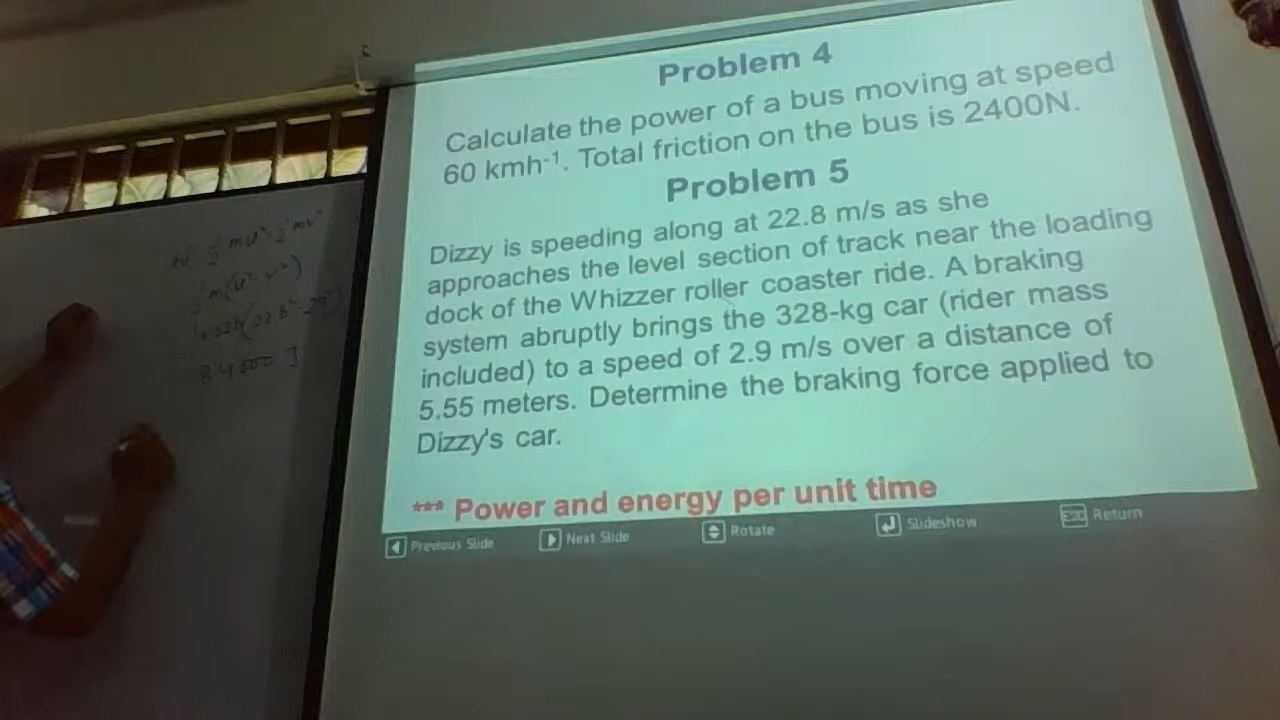 Problem 4
Calculate the power of a bus moving at speed
60 kmh⁻¹. Total friction on the bus is 2400N.
Problem 5
Dizzy is speeding along at 22.8 m/s as she
approaches the level section of track near the loading
dock of the Whizzer roller coaster ride. A braking
system abruptly brings the 328-kg car (rider mass
included) to a speed of 2.9 m/s over a distance of
5.55 meters. Determine the braking force applied to
Dizzy's car.
*** Power and energy per unit time
Previous Slide Next Slide Rotate Slideshow ESC Return